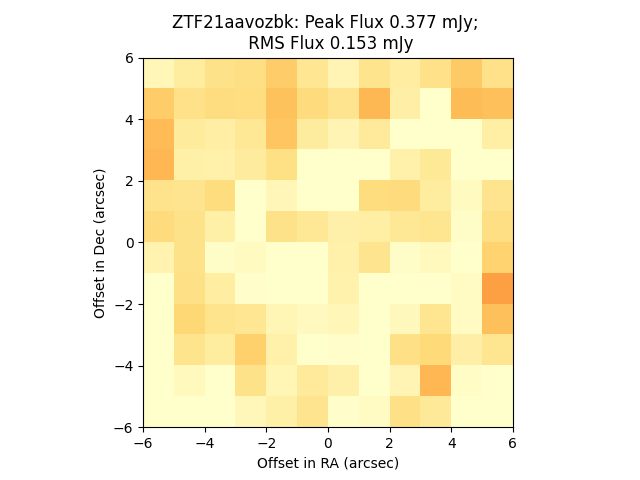 ZTF21aavozbk: Peak Flux 0.377 mJy;
RMS Flux 0.153 mJy
6
4
2
0
−2
−4
−6
Offset in Dec (arcsec)
−6 −4 −2 0 2 4 6
Offset in RA (arcsec)